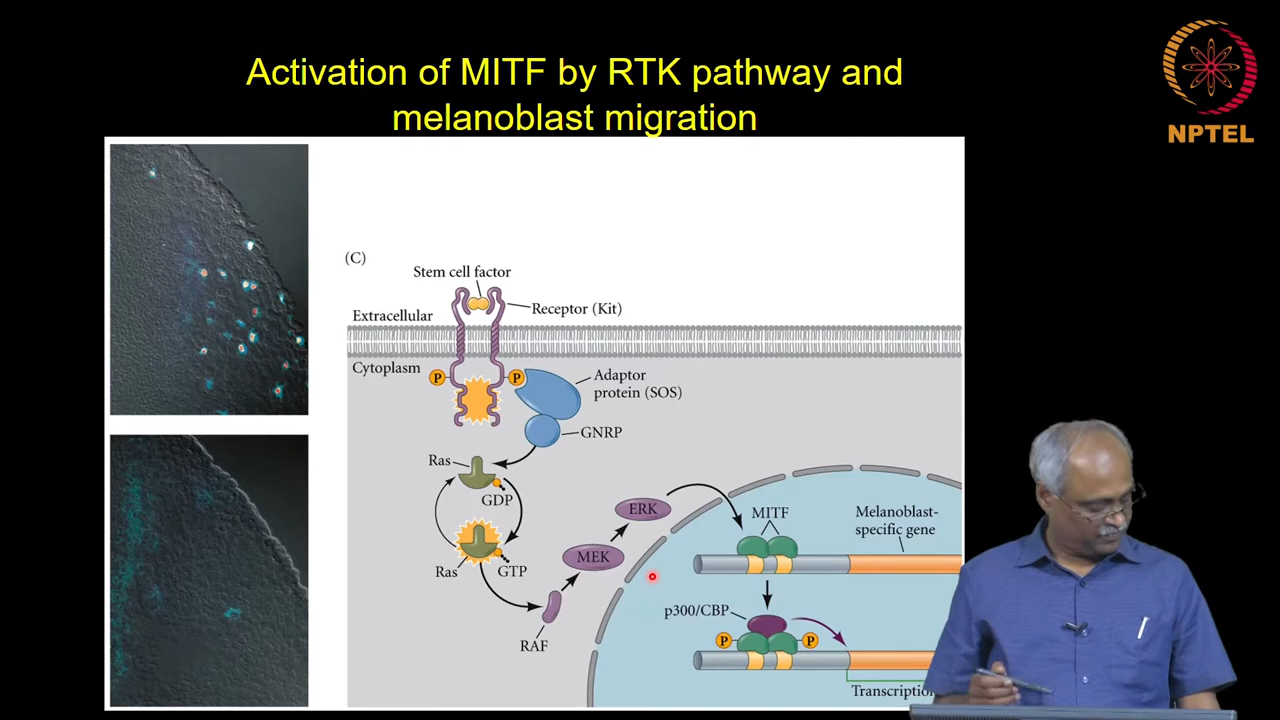 Activation of MITF by RTK pathway and
melanoblast migration
NPTEL
(C)
Stem cell factor
Receptor (Kit)
Extracellular
Cytoplasm
P
P
Adaptor
protein (SOS)
GNRP
Ras
GDP
Ras
GTP
RAF
MEK
ERK
MITF
Melanoblast-
specific gene
p300/CBP
P
P